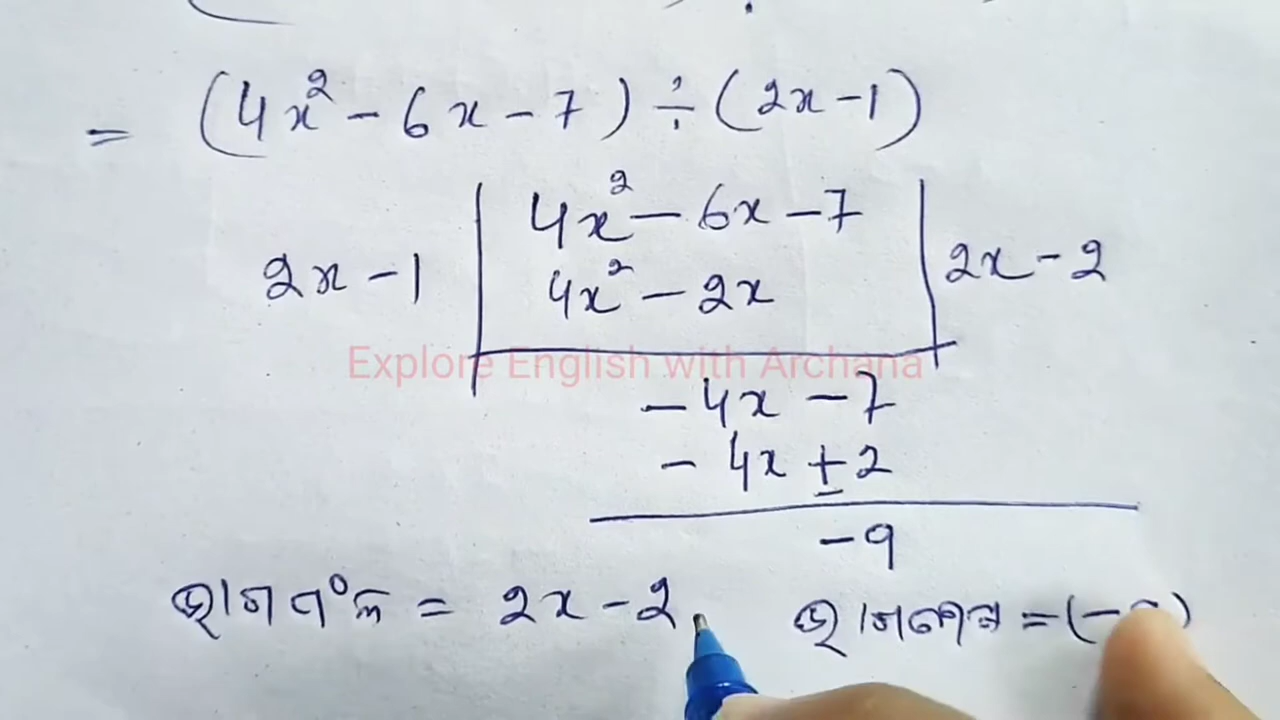 = (4x² - 6x - 7) ÷ (2x - 1)
2x - 1 | 4x² - 6x - 7 | 2x - 2
4x² - 2x
Explore English with Archana
- 4x - 7
- 4x + 2
- 9
ଭାଗଫଳ = 2x - 2
ଭାଗଶେଷ = (-